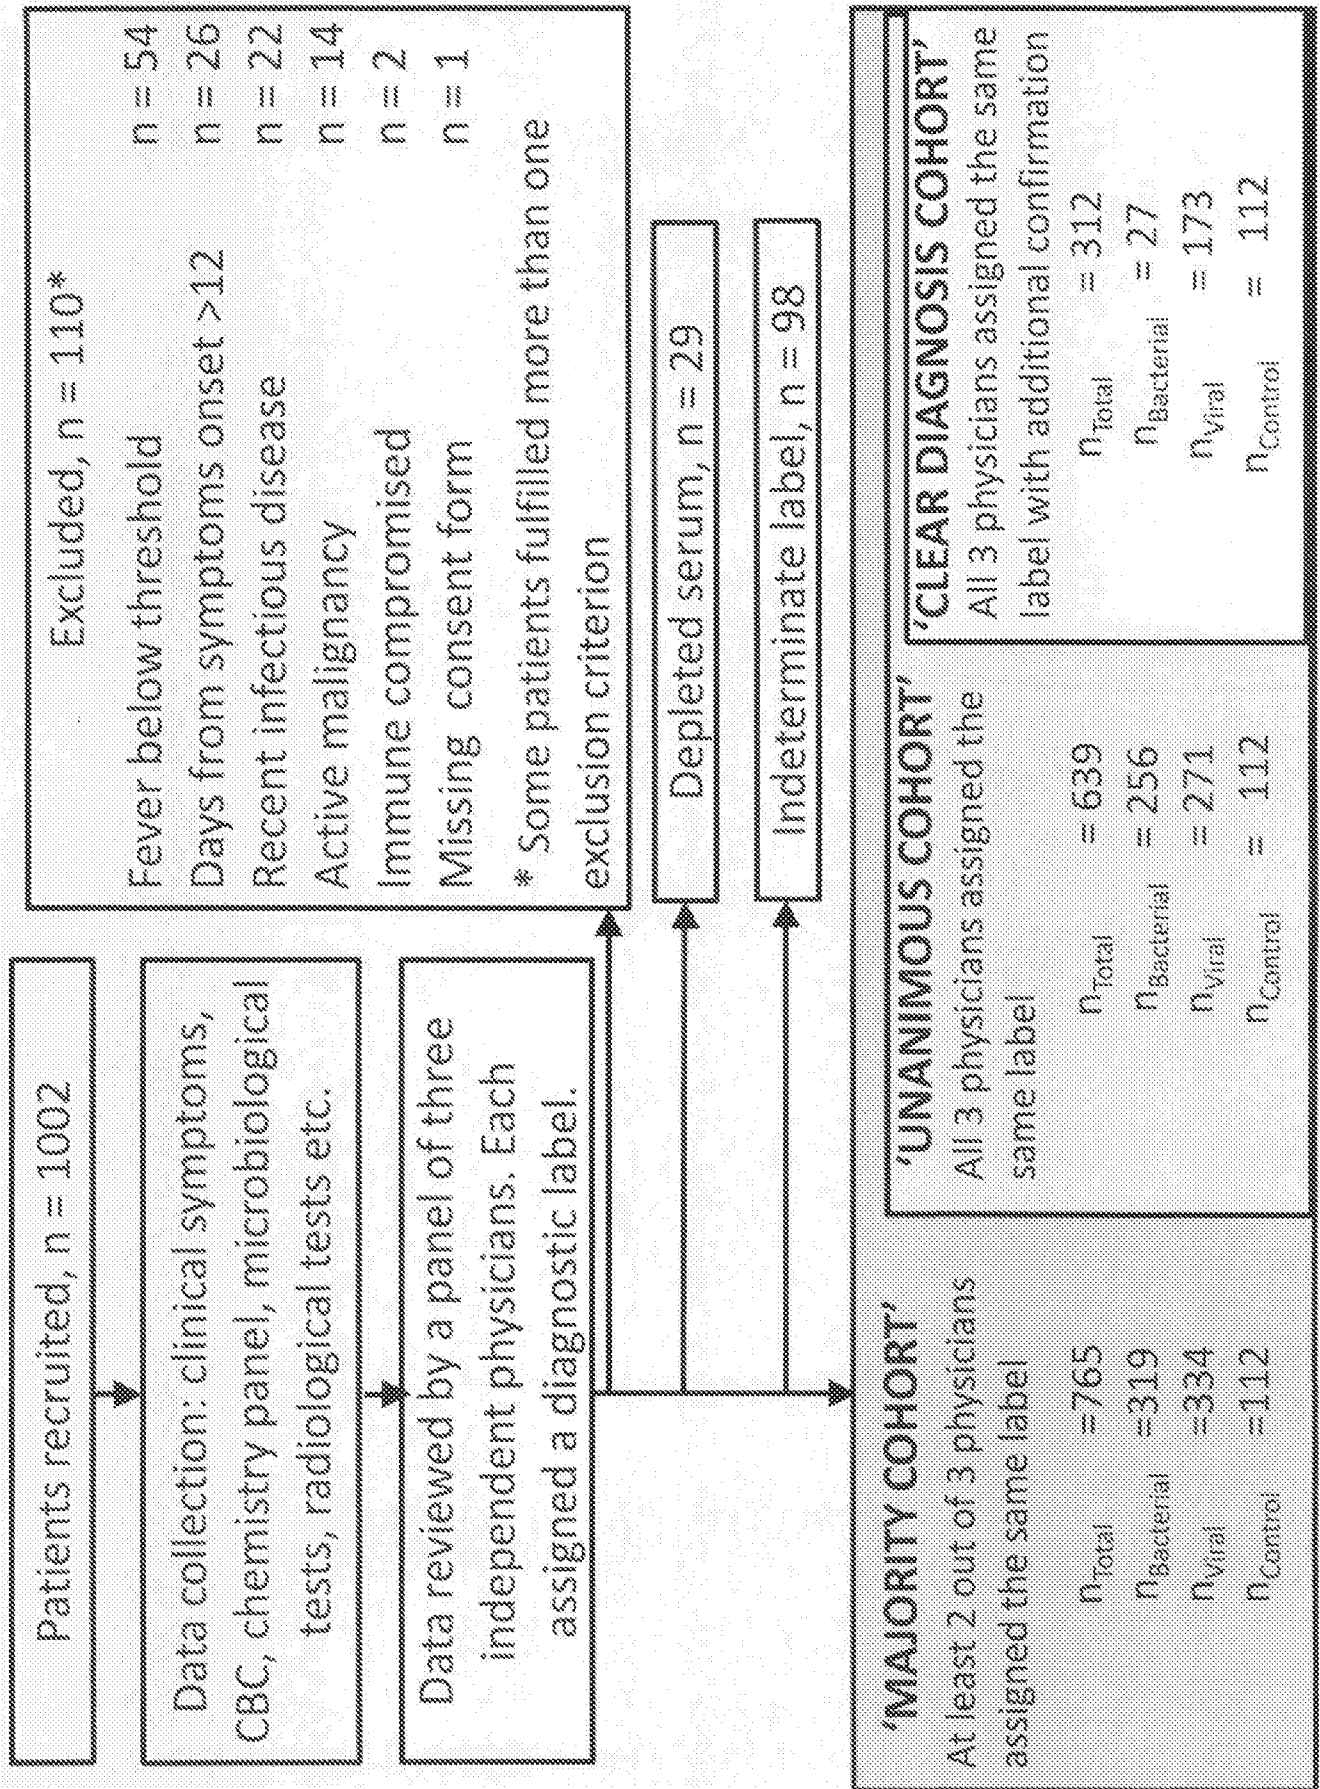 Patients recruited, n = 1002
Data collection: clinical symptoms,
CBC, chemistry panel, microbiological
tests, radiological tests etc.
Data reviewed by a panel of three
independent physicians. Each
assigned a diagnostic label.
Excluded, n = 110*
Fever below threshold n = 54
Days from symptoms onset >12 n = 26
Recent infectious disease n = 22
Active malignancy n = 14
Immune compromised n = 2
Missing consent form n = 1
* Some patients fulfilled more than one
exclusion criterion
Depleted serum, n = 29
Indeterminate label, n = 98
'MAJORITY COHORT'
At least 2 out of 3 physicians
assigned the same label
nTotal =765
nBacterial =319
nViral =334
nControl =112
'UNANIMOUS COHORT'
All 3 physicians assigned the
same label
nTotal = 639
nBacterial = 256
nViral = 271
nControl = 112
'CLEAR DIAGNOSIS COHORT'
All 3 physicians assigned the same
label with additional confirmation
nTotal = 312
nBacterial = 27
nViral = 173
nControl = 112